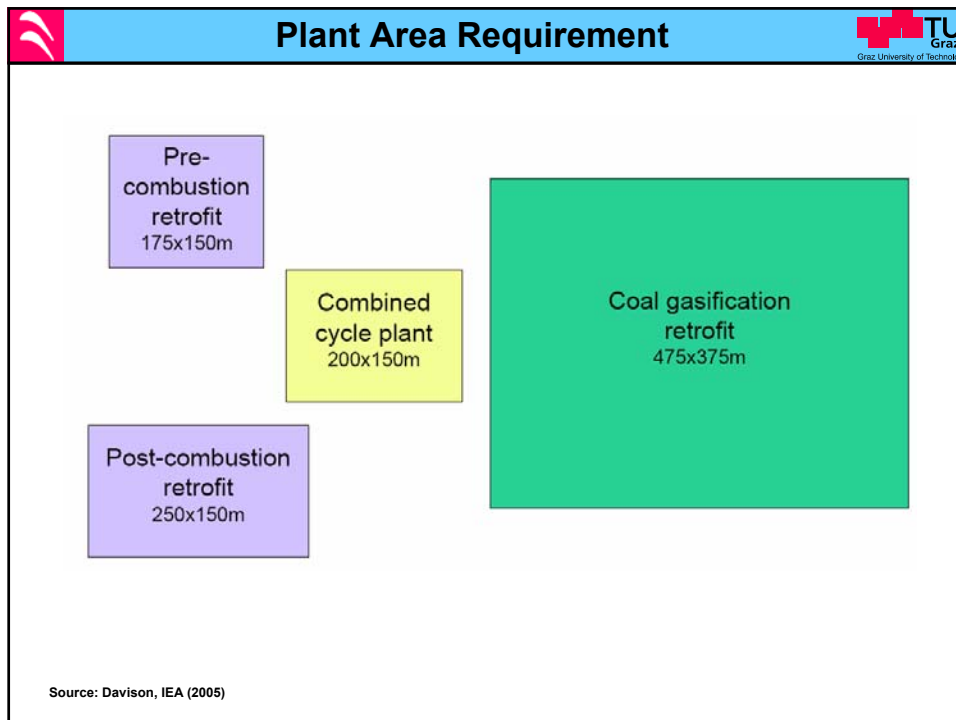 Plant Area Requirement
TU
Graz
Graz University of Technol
Pre-
combustion
retrofit
175x150m
Combined
cycle plant
200x150m
Coal gasification
retrofit
475x375m
Post-combustion
retrofit
250x150m
Source: Davison, IEA (2005)